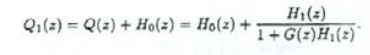 Q₁(z) = Q(z) + H₀(z) = H₀(z) + H₁(z) / 1 + G(z)H₁(z).